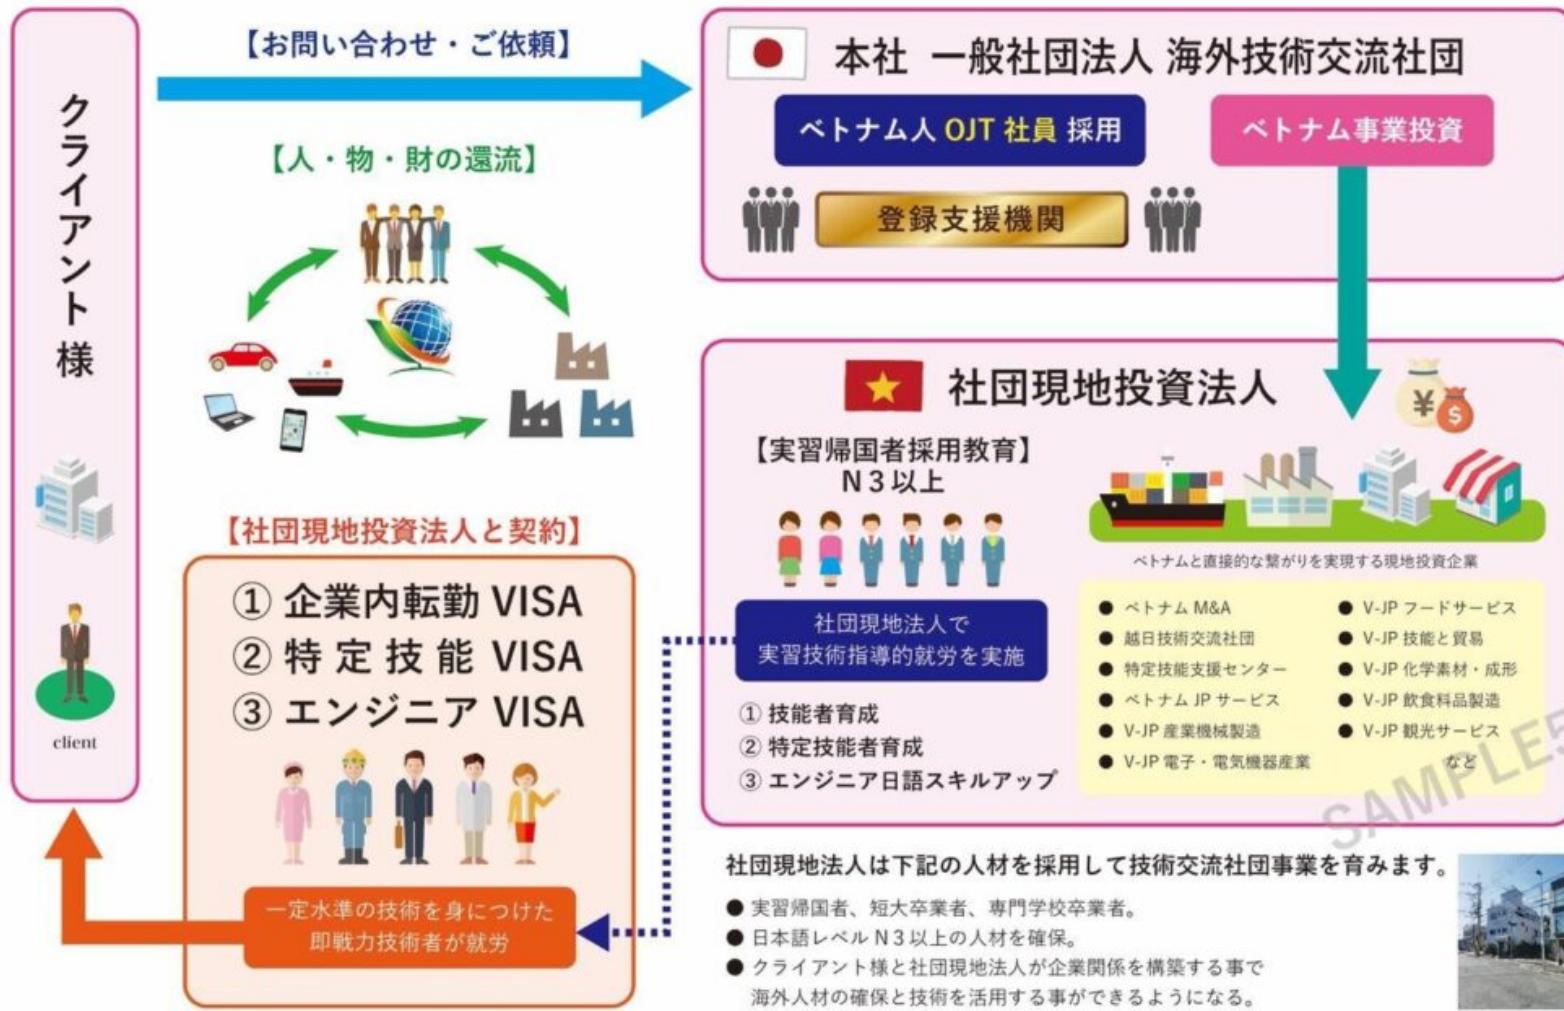 クライアント様
client
【お問い合わせ・ご依頼】
【人・物・財の還流】
【社団現地投資法人と契約】
① 企業内転勤 VISA
② 特定技能 VISA
③ エンジニア VISA
一定水準の技術を身につけた
即戦力技術者が就労
本社 一般社団法人 海外技術交流社団
ベトナム人 OJT 社員 採用
ベトナム事業投資
登録支援機関
社団現地投資法人
¥
$
【実習帰国者採用教育】
N3以上
社団現地法人で
実習技術指導的就労を実施
① 技能者育成
② 特定技能者育成
③ エンジニア日語スキルアップ
ベトナムと直接的な繋がりを実現する現地投資企業
● ベトナム M&A
● 越日技術交流社団
● 特定技能支援センター
● ベトナム JP サービス
● V-JP 産業機械製造
● V-JP 電子・電気機器産業
● V-JP フードサービス
● V-JP 技能と貿易
● V-JP 化学素材・成形
● V-JP 飲食料品製造
● V-JP 観光サービス
など
SAMPLE5
社団現地法人は下記の人材を採用して技術交流社団事業を育みます。
● 実習帰国者、短大卒業者、専門学校卒業者。
● 日本語レベル N3以上の人材を確保。
● クライアント様と社団現地法人が企業関係を構築する事で
海外人材の確保と技術を活用する事ができるようになる。